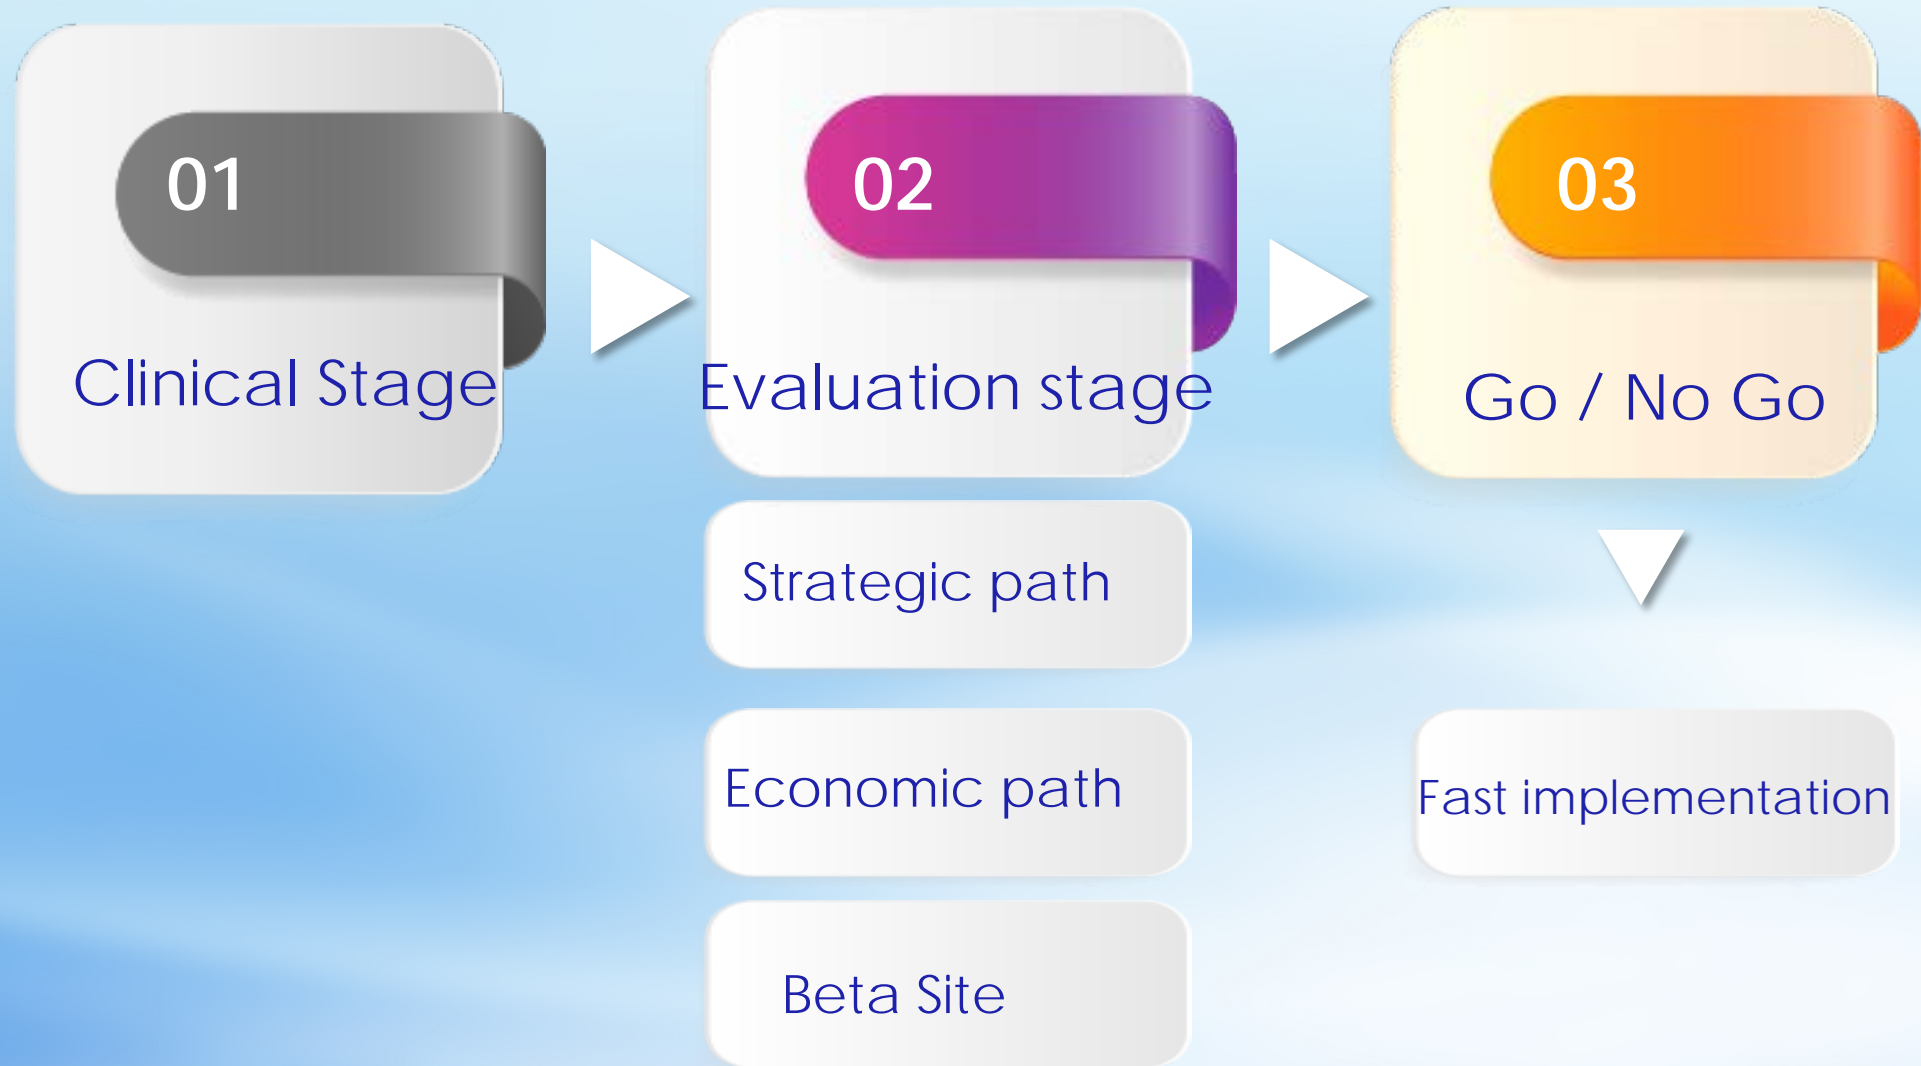 01
Clinical Stage
02
Evaluation stage
Strategic path
Economic path
Beta Site
03
Go / No Go
Fast implementation